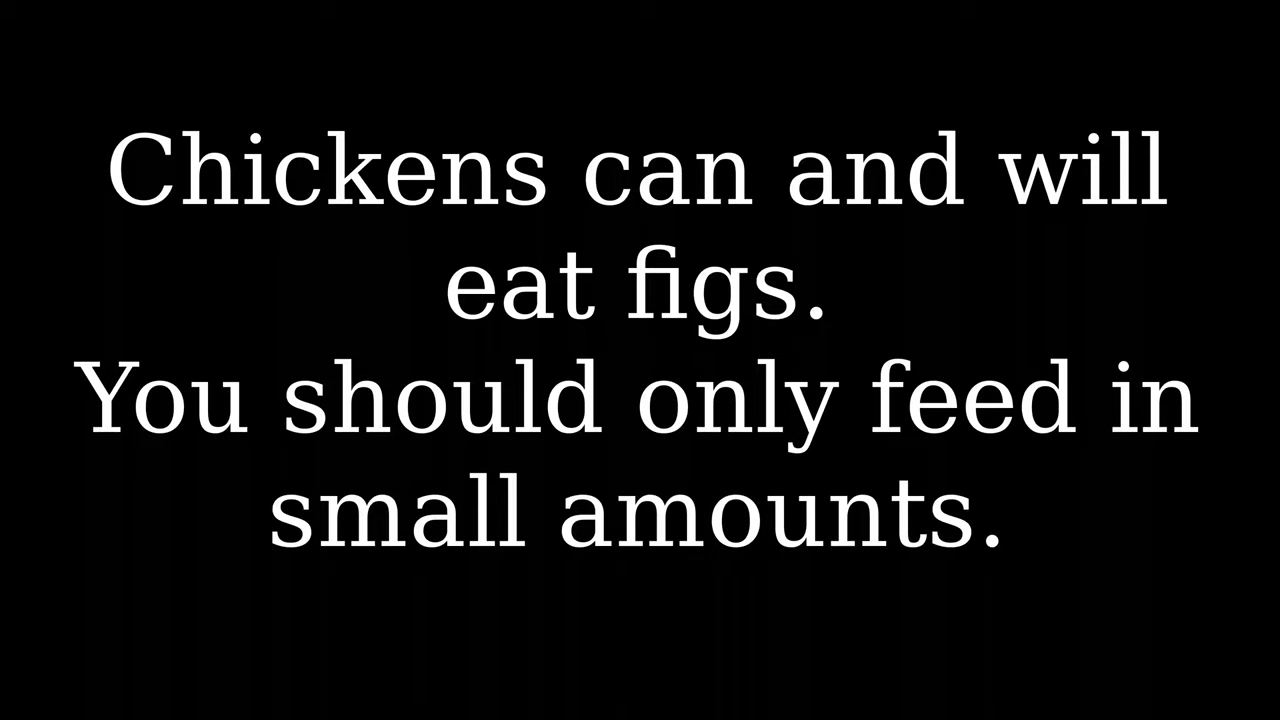 Chickens can and will
eat figs.
You should only feed in
small amounts.